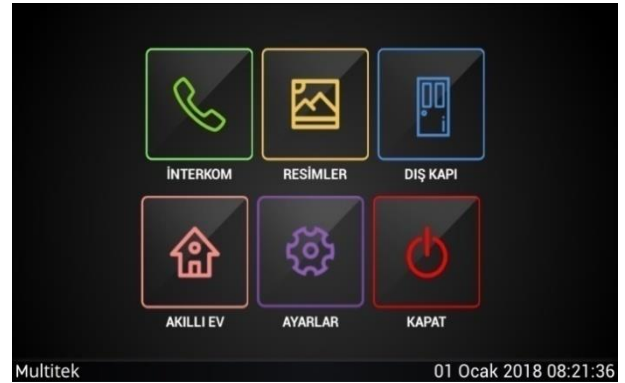 İNTERKOM RESİMLER DIŞ KAPI
AKILLI EV AYARLAR KAPAT
Multitek 01 Ocak 2018 08:21:36